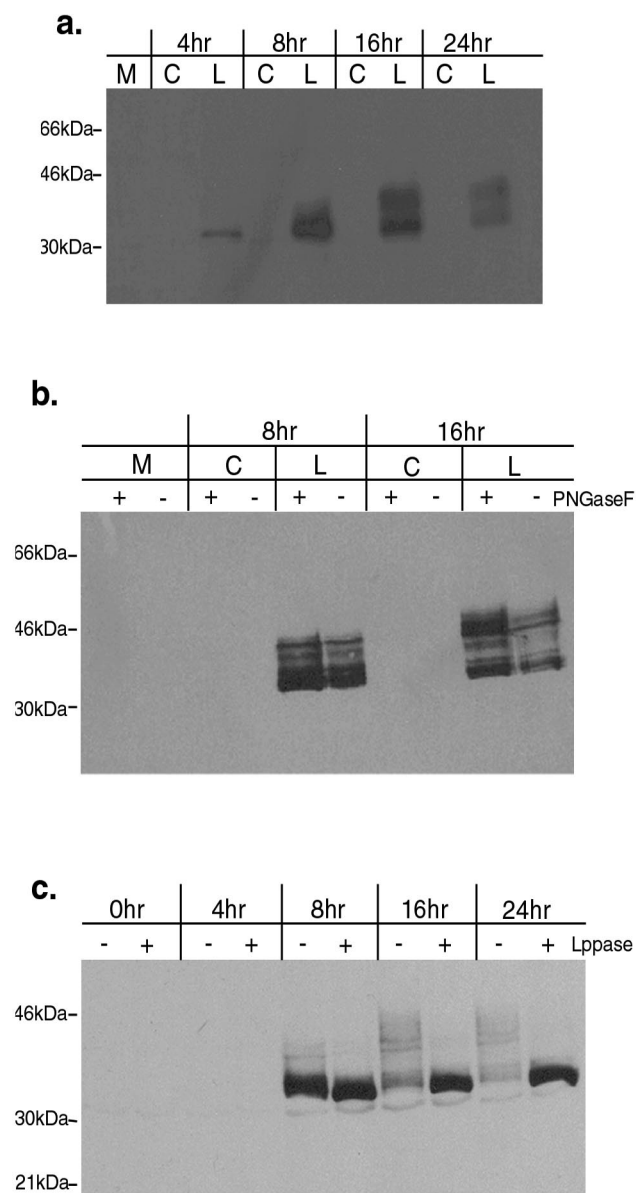 a.
4hr 8hr 16hr 24hr
M C L C L C L C L
66kDa-
46kDa-
30kDa-
b.
8hr 16hr
M C L C L
+ - + - + - + - + - PNGaseF
66kDa-
46kDa-
30kDa-
c.
0hr 4hr 8hr 16hr 24hr
- + - + - + - + - + Lppase
46kDa-
30kDa-
21kDa-